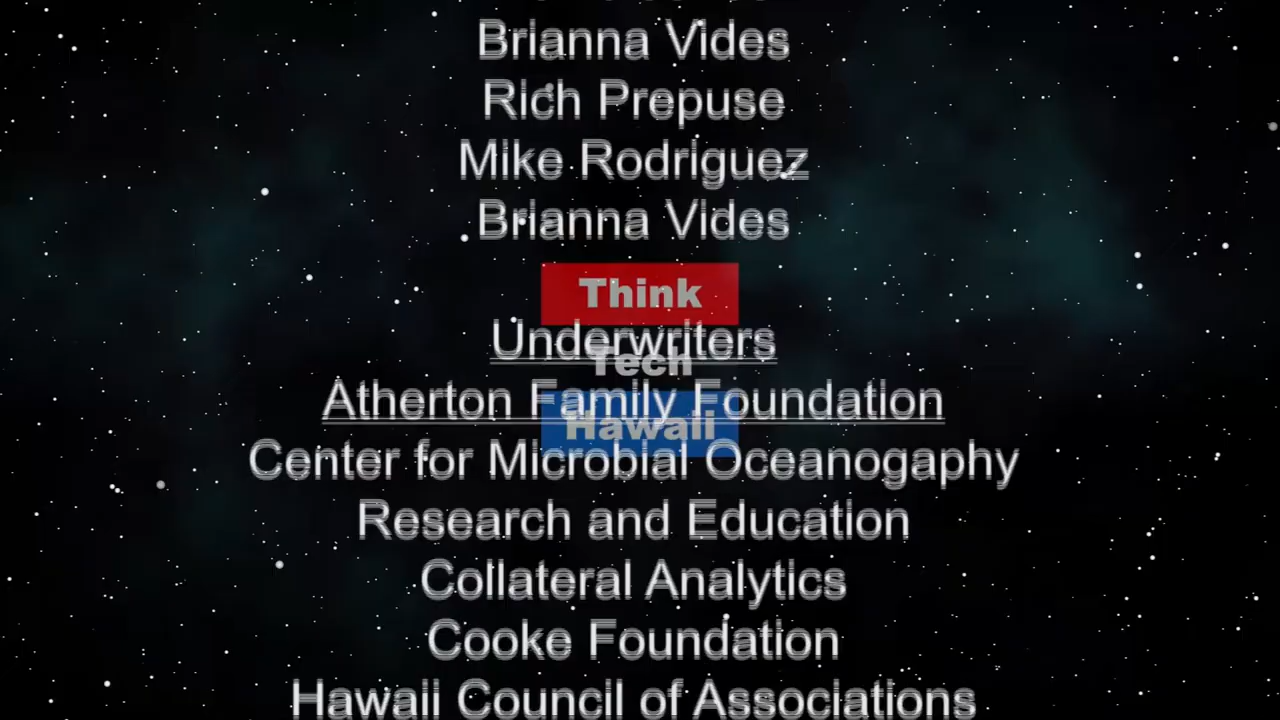 Brianna Vides
Rich Prepuse
Mike Rodriguez
Brianna Vides
Think
Underwriters
Tech
Atherton Family Foundation
Hawaii
Center for Microbial Oceanogaphy
Research and Education
Collateral Analytics
Cooke Foundation
Hawaii Council of Associations